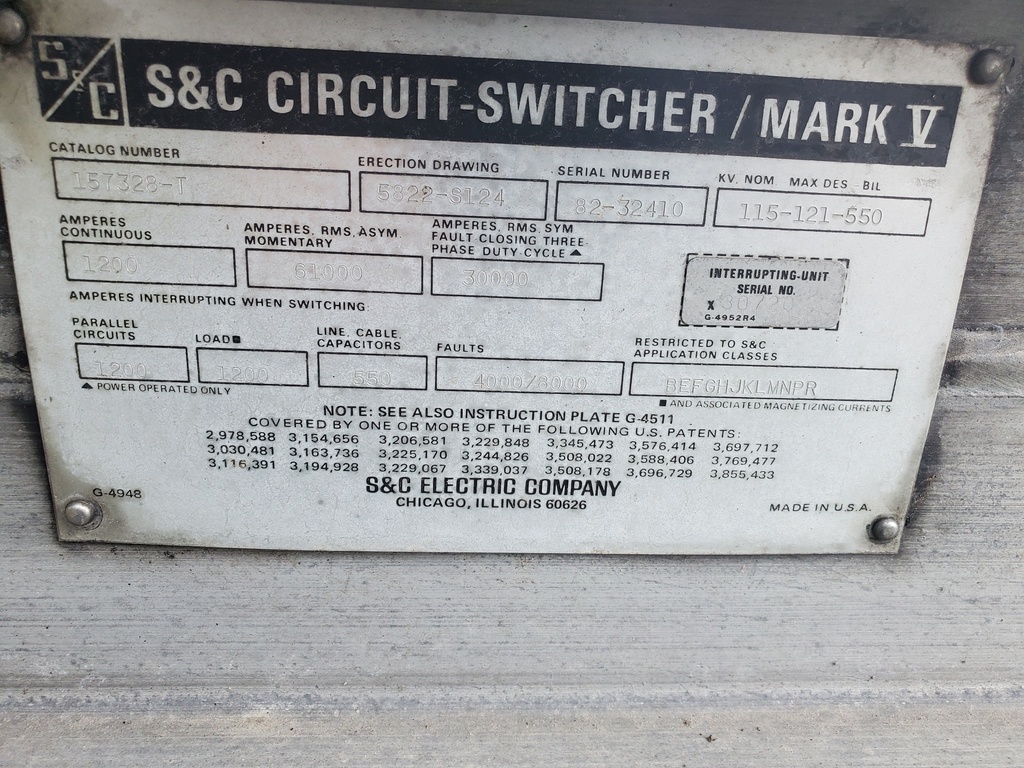 S&C
S&C CIRCUIT-SWITCHER / MARK V
CATALOG NUMBER
157328-T
ERECTION DRAWING
5822-S124
SERIAL NUMBER
82-32410
KV. NOM MAX DES BIL
115-121-550
AMPERES
CONTINUOUS
1200
AMPERES, RMS, ASYM.
MOMENTARY
61000
AMPERES, RMS, SYM
FAULT CLOSING THREE-
PHASE DUTY-CYCLE ▲
30000
INTERRUPTING-UNIT
SERIAL NO.
X
G-4952R4
AMPERES INTERRUPTING WHEN SWITCHING:
PARALLEL
CIRCUITS
1200
LOAD■
1200
LINE, CABLE,
CAPACITORS
550
FAULTS
4000/8000
RESTRICTED TO S&C
APPLICATION CLASSES
BEFGHJKLMNPR
▲ POWER OPERATED ONLY
■ AND ASSOCIATED MAGNETIZING CURRENTS
NOTE: SEE ALSO INSTRUCTION PLATE G-4511
COVERED BY ONE OR MORE OF THE FOLLOWING U.S. PATENTS:
2,978,588 3,154,656 3,206,581 3,229,848 3,345,473 3,576,414 3,697,712
3,030,481 3,163,736 3,225,170 3,244,826 3,508,022 3,588,406 3,769,477
3,116,391 3,194,928 3,229,067 3,339,037 3,508,178 3,696,729 3,855,433
S&C ELECTRIC COMPANY
CHICAGO, ILLINOIS 60626
G-4948
MADE IN U.S.A.